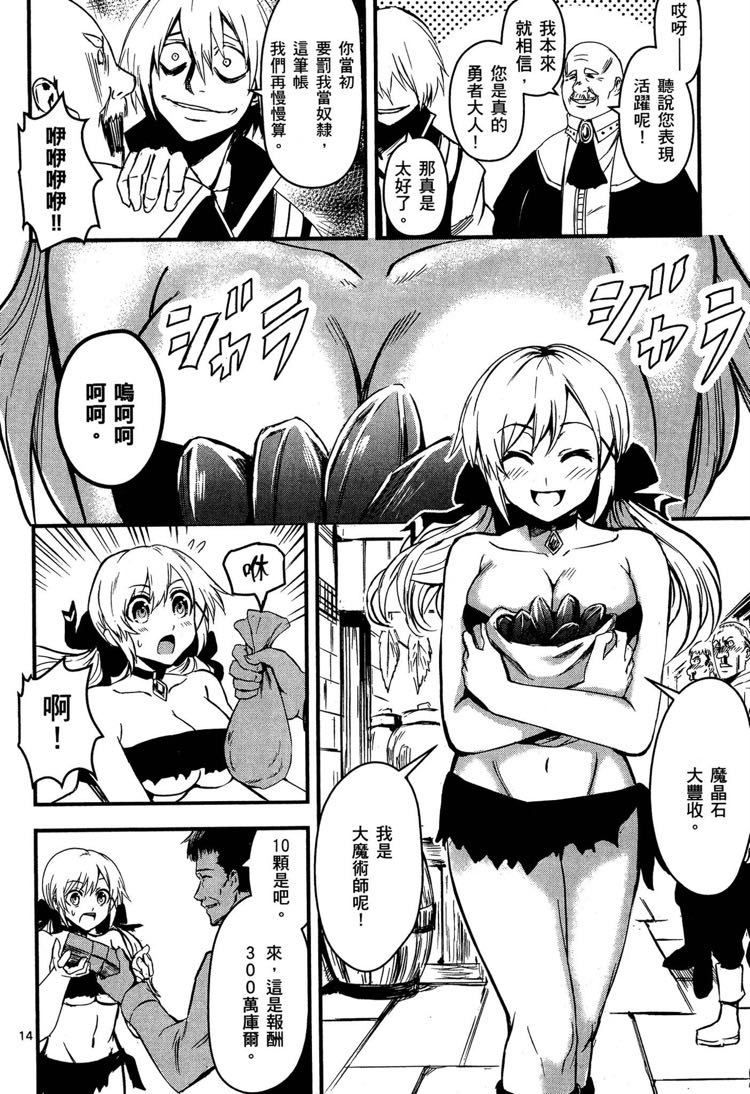 哎呀──
聽說您表現
活躍呢！
我本來
就相信，
您是真的
勇者大人！
那真是
太好了。
你當初
要罰我當奴隸，
這筆帳
我們再慢慢算。
咿咿咿咿!!
ジャラ
ジャラ
嗚呵呵
呵呵。
魔晶石
大豐收。
我是
大魔術師呢！
咻
啊！
10顆是吧。
來，這是報酬
300萬庫爾。
14